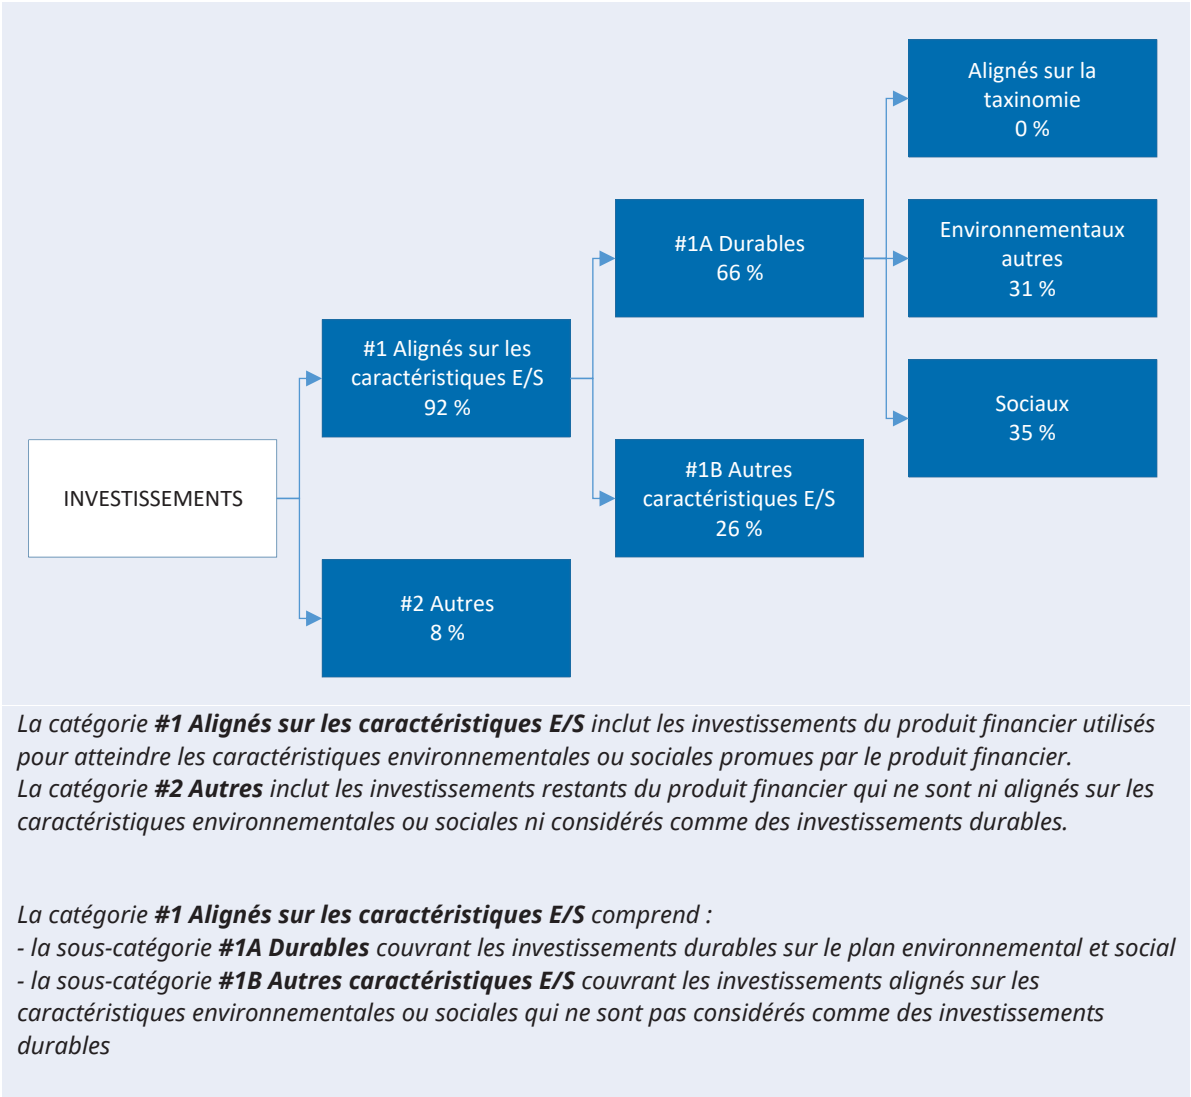 Alignés sur la
taxinomie
0 %
#1A Durables
66 %
Environnementaux
autres
31 %
#1 Alignés sur les
caractéristiques E/S
92 %
Sociaux
35 %
INVESTISSEMENTS
#1B Autres
caractéristiques E/S
26 %
#2 Autres
8 %
La catégorie #1 Alignés sur les caractéristiques E/S inclut les investissements du produit financier utilisés
pour atteindre les caractéristiques environnementales ou sociales promues par le produit financier.
La catégorie #2 Autres inclut les investissements restants du produit financier qui ne sont ni alignés sur les
caractéristiques environnementales ou sociales ni considérés comme des investissements durables.
La catégorie #1 Alignés sur les caractéristiques E/S comprend :
- la sous-catégorie #1A Durables couvrant les investissements durables sur le plan environnemental et social
- la sous-catégorie #1B Autres caractéristiques E/S couvrant les investissements alignés sur les
caractéristiques environnementales ou sociales qui ne sont pas considérés comme des investissements
durables